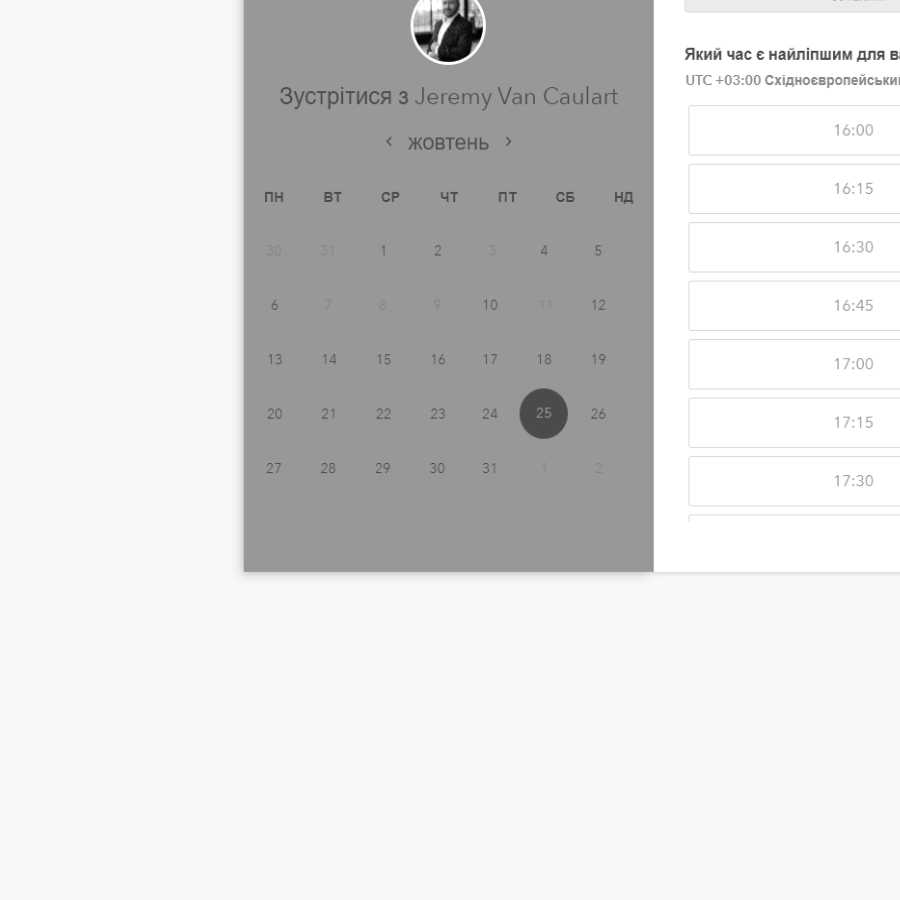 Зустрітися з Jeremy Van Caulart
‹ жовтень ›
ПН ВТ СР ЧТ ПТ СБ НД
30 31 1 2 3 4 5
6 7 8 9 10 11 12
13 14 15 16 17 18 19
20 21 22 23 24 25 26
27 28 29 30 31 1 2
Який час є найліпшим для
UTC +03:00
16:00
16:15
16:30
16:45
17:00
17:15
17:30